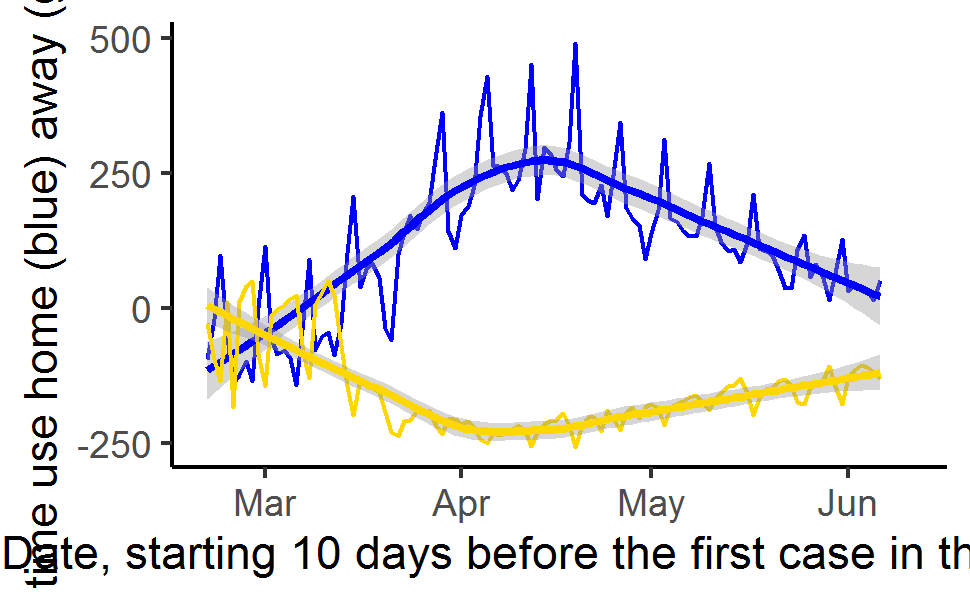 time use home (blue) away (
500
250
0
-250
Mar Apr May Jun
Date, starting 10 days before the first case in th